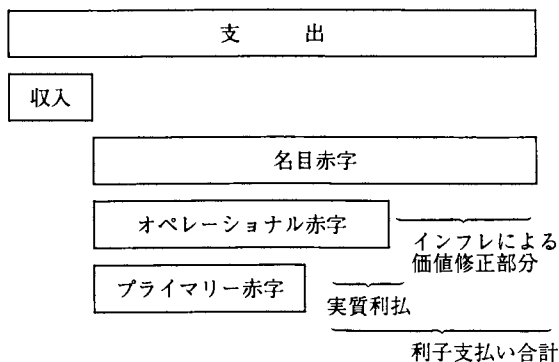 支出
収入
名目赤字
オペレーショナル赤字
インフレによる
価値修正部分
プライマリー赤字
実質利払
利子支払い合計